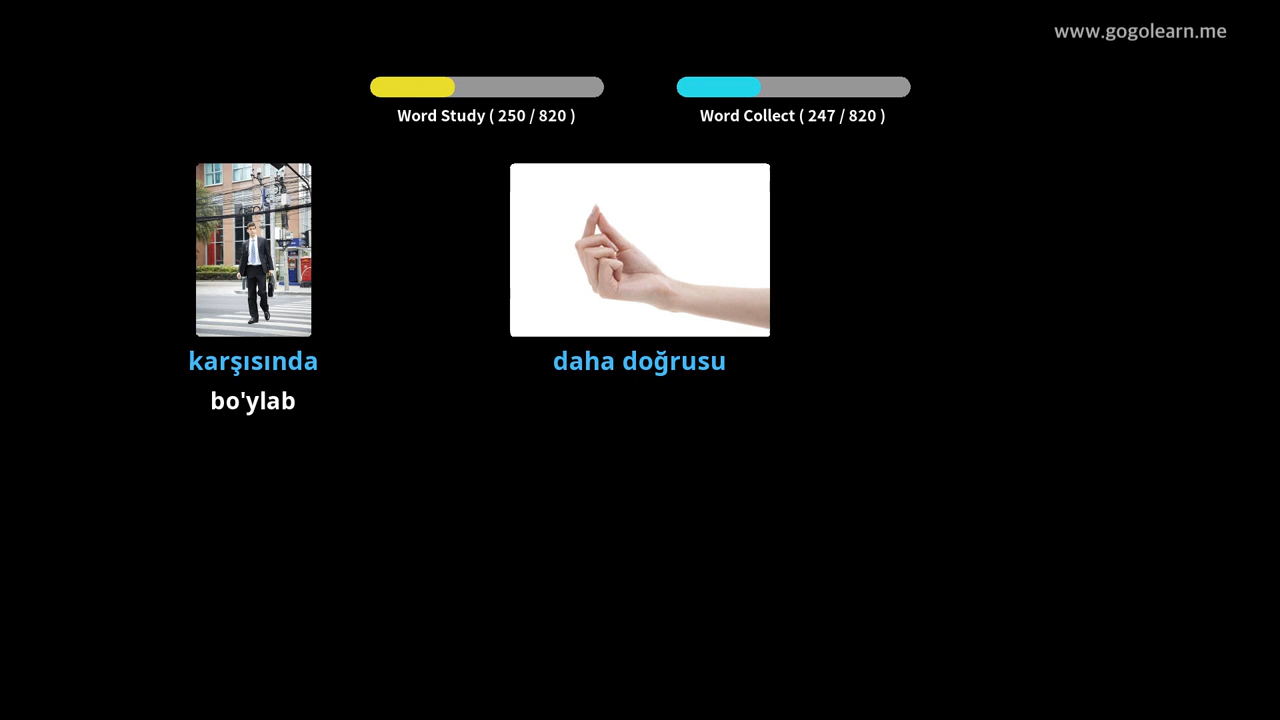 www.gogolearn.me
Word Study ( 250 / 820 )
Word Collect ( 247 / 820 )
karşısında
daha doğrusu
bo'ylab